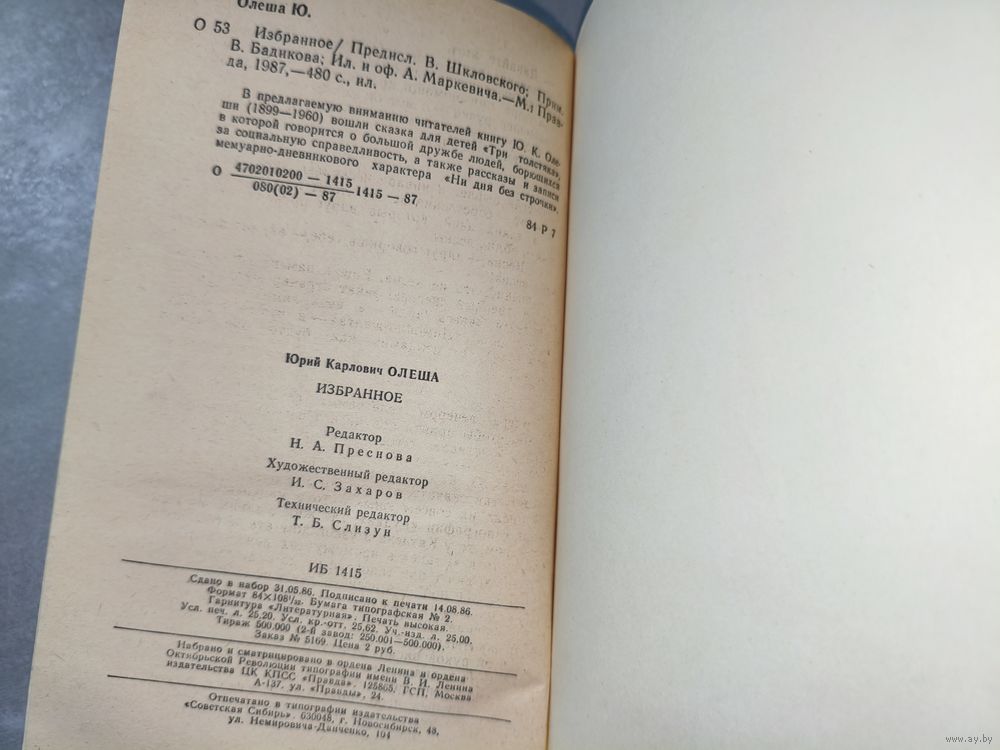 Олеша Ю.
О 53 Избранное/ Предисл. В. Шкловского; Прим.
В. Бадикова; Ил. и оф. А. Маркевича.—М.: Прав-
да, 1987,—480 с., ил.
В предлагаемую вниманию читателей книгу Ю. К. Оле-
ши (1899—1960) вошли сказка для детей «Три толстяка»,
в которой говорится о большой дружбе людей, борющихся
за социальную справедливость, а также рассказы и записи
мемуарно-дневникового характера «Ни дня без строчки».
О 4702010200 — 1415
080(02) — 87
1415 — 87
84 Р 7
Юрий Карлович ОЛЕША
ИЗБРАННОЕ
Редактор
Н. А. Преснова
Художественный редактор
И. С. Захаров
Технический редактор
Т. Б. Слизун
ИБ 1415
Сдано в набор 31.05.86. Подписано к печати 14.08.86.
Формат 84×108¹/₃₂. Бумага типографская № 2.
Гарнитура «Литературная». Печать высокая.
Усл. печ. л. 25,20. Усл. кр.-отт. 25,62. Уч.-изд. л. 25,00.
Тираж 500.000 (2-й завод: 250.001—500.000).
Заказ № 5169. Цена 2 руб.
Набрано и сматрицировано в ордена Ленина и ордена
Октябрьской Революции типографии имени В. И. Ленина
издательства ЦК КПСС «Правда». 125865, ГСП, Москва
А-137, ул. «Правды», 24.
Отпечатано в типографии издательства
«Советская Сибирь». 630048, г. Новосибирск, 48,
ул. Немировича-Данченко, 104
www.ay.by